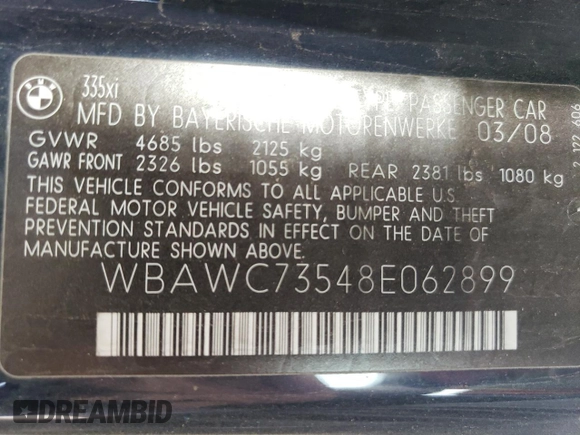 BMW
335xi
PASSENGER CAR
MFD BY BAYERISCHE MOTORENWERKE 03/08
GVWR 4685 lbs 2125 kg
GAWR FRONT 2326 lbs 1055 kg REAR 2381 lbs 1080 kg
THIS VEHICLE CONFORMS TO ALL APPLICABLE U.S.
FEDERAL MOTOR VEHICLE SAFETY, BUMPER AND THEFT
PREVENTION STANDARDS IN EFFECT ON THE DATE OF
MANUFACTURE SHOWN ABOVE.
WBAWC73548E062899
DREAMBID